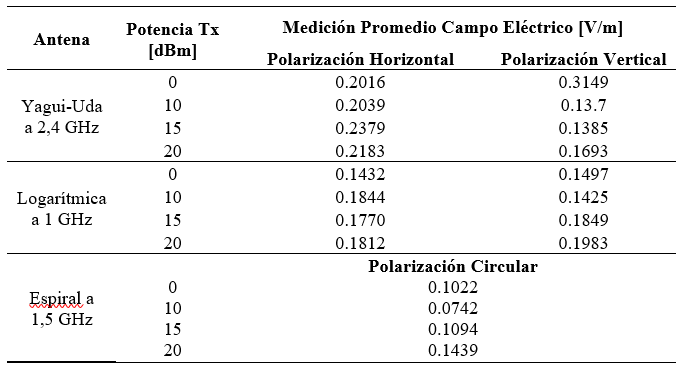 Antena Potencia Tx [dBm] Medición Promedio Campo Eléctrico [V/m]
Polarización Horizontal Polarización Vertical
Yagui-Uda a 2,4 GHz
0 0.2016 0.3149
10 0.2039 0.13.7
15 0.2379 0.1385
20 0.2183 0.1693
Logarítmica a 1 GHz
0 0.1432 0.1497
10 0.1844 0.1425
15 0.1770 0.1849
20 0.1812 0.1983
Polarización Circular
Espiral a 1,5 GHz
0 0.1022
10 0.0742
15 0.1094
20 0.1439